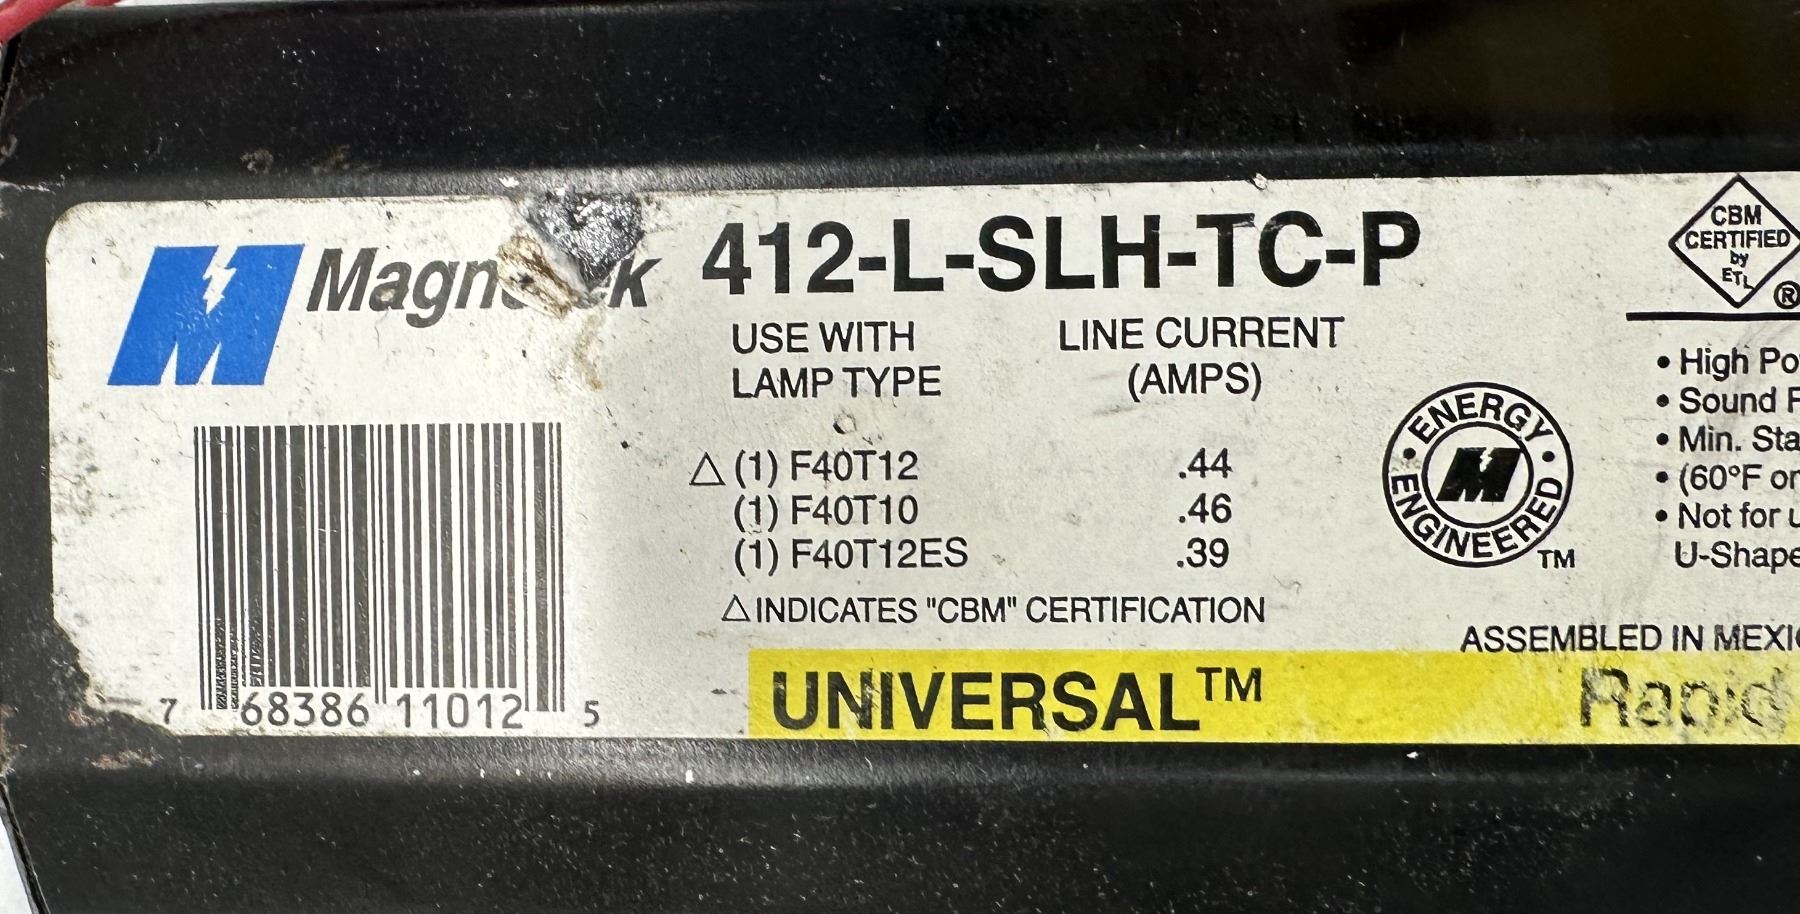 Magnetek
412-L-SLH-TC-P
USE WITH LAMP TYPE
LINE CURRENT (AMPS)
△ (1) F40T12 .44
(1) F40T10 .46
(1) F40T12ES .39
△ INDICATES "CBM" CERTIFICATION
7 68386 11012 5
UNIVERSAL™
ENERGY • ENGINEERED •
M
TM
CBM
CERTIFIED
by
ETL
®
• High Po
• Sound
• Min. Sta
• (60°F or
• Not for u
U-Shape
ASSEMBLED IN MEXIC
Rapid